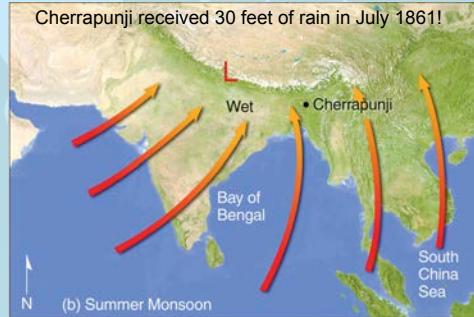 Cherrapunji received 30 feet of rain in July 1861!
L
Wet
• Cherrapunji
Bay of
Bengal
South
China
Sea
N
(b) Summer Monsoon